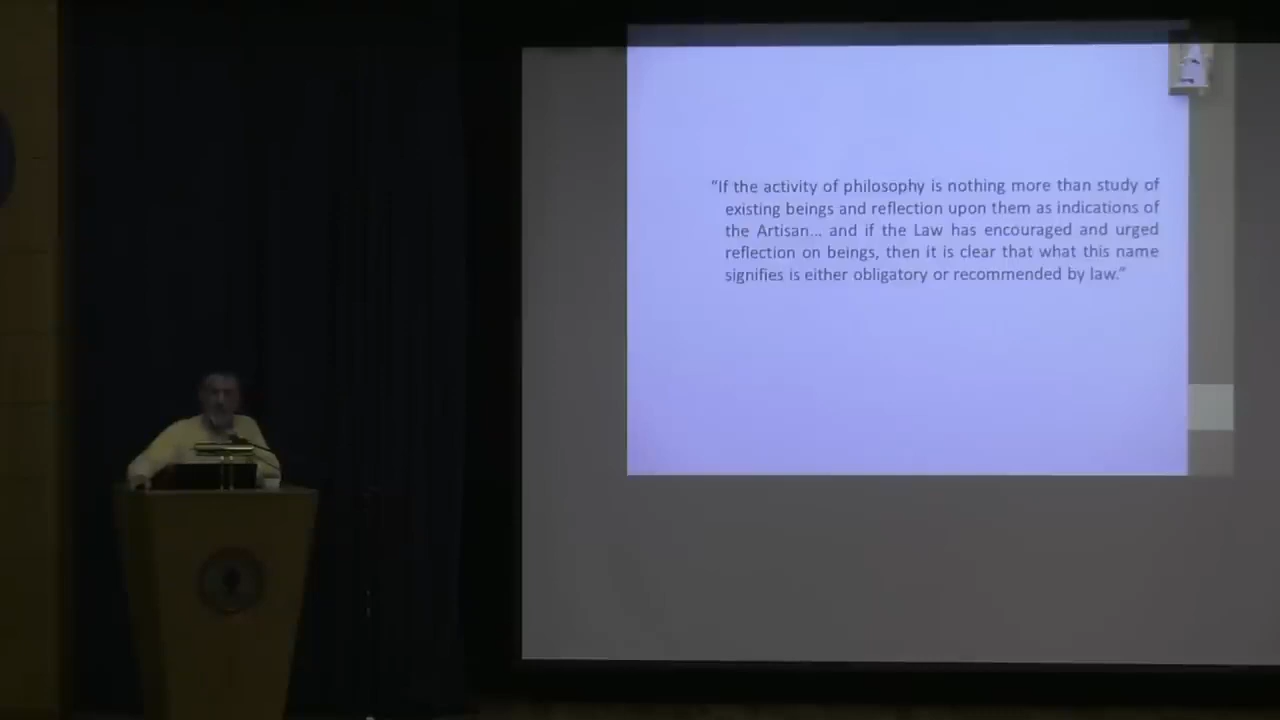 “If the activity of philosophy is nothing more than study of
existing beings and reflection upon them as indications of
the Artisan... and if the Law has encouraged and urged
reflection on beings, then it is clear that what this name
signifies is either obligatory or recommended by law.”